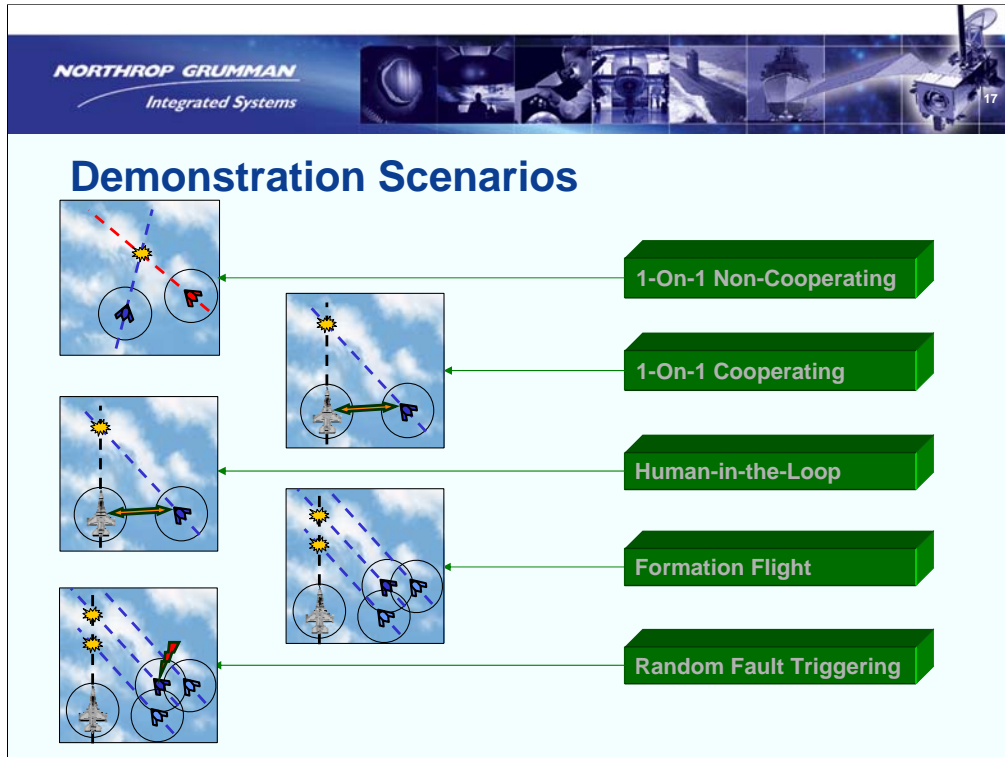 NORTHROP GRUMMAN
Integrated Systems
17
Demonstration Scenarios
1-On-1 Non-Cooperating
1-On-1 Cooperating
Human-in-the-Loop
Formation Flight
Random Fault Triggering